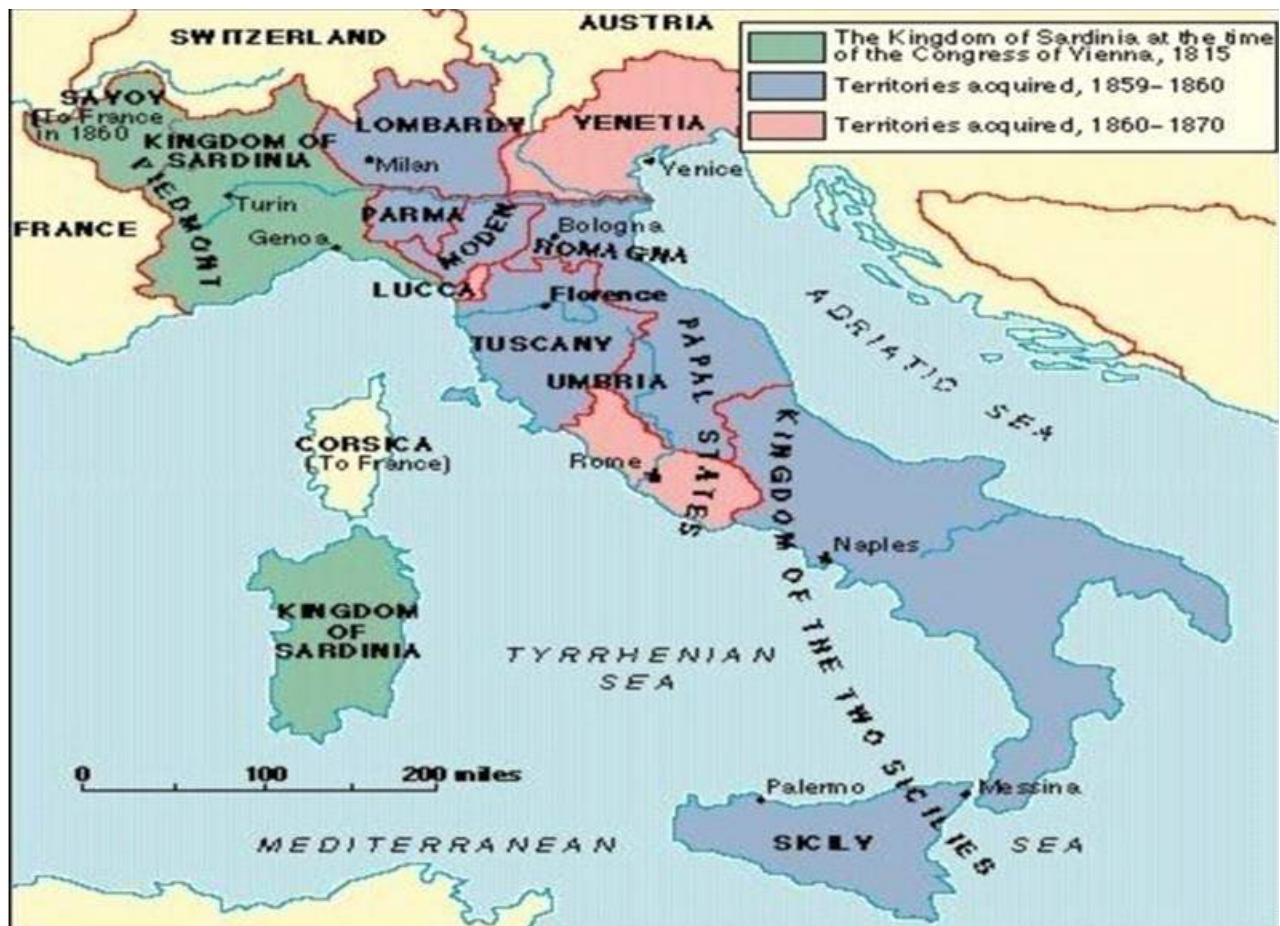 SWITZERLAND
AUSTRIA
The Kingdom of Sardinia at the time
of the Congress of Vienna, 1815
Territories acquired, 1859-1860
Territories acquired, 1860-1870
SAVOY
(To France
in 1860
KINGDOM OF
SARDINIA
PIEDMONT
LOMBARDY
Milan
VENETIA
Venice
Turin
FRANCE
Genoa
PARMA
MODEN
Bologna
ROMAGNA
LUCCA
Florence
TUSCANY
UMBRIA
PAPAL STATES
ADRIATIC SEA
CORSICA
(To France)
Rome
KINGDOM OF THE TWO SICILIES
Naples
KINGDOM
OF
SARDINIA
TYRRHENIAN
SEA
0 100 200 miles
Palermo
Messina
MEDITERRANEAN SEA
SICILY